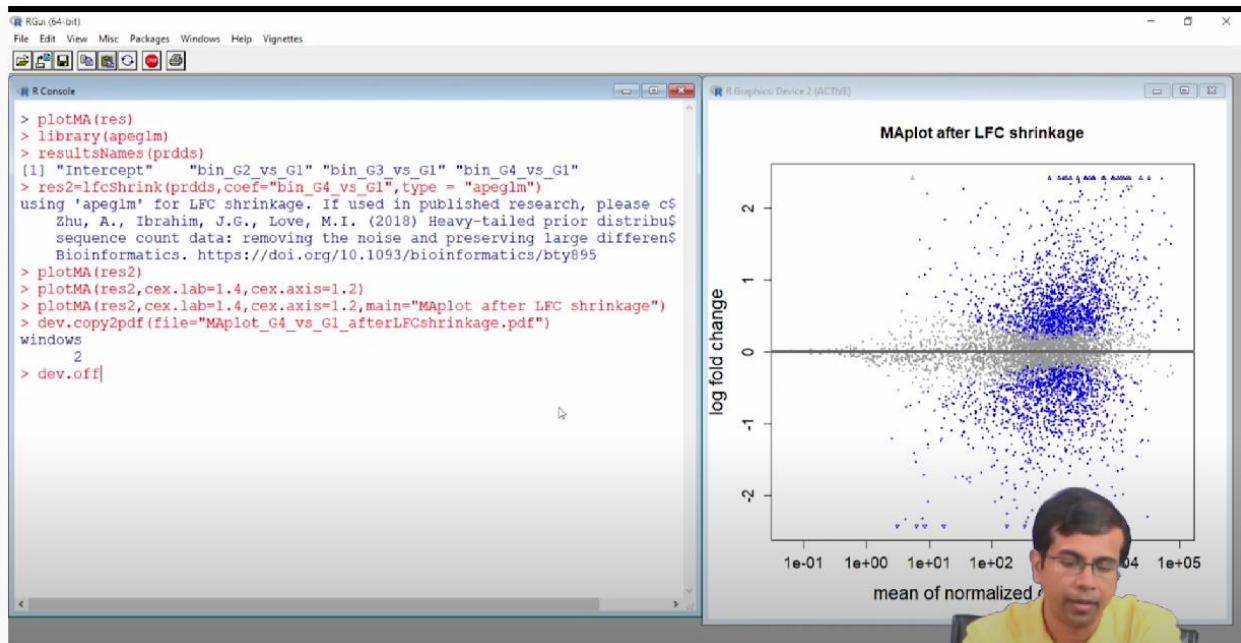 RGui (64-bit)
File Edit View Misc Packages Windows Help Vignettes
R Console
> plotMA(res)
> library(apeglm)
> resultsNames(prdds)
[1] "Intercept" "bin_G2_vs_G1" "bin_G3_vs_G1" "bin_G4_vs_G1"
> res2=lfcShrink(prdds,coef="bin_G4_vs_G1",type = "apeglm")
using 'apeglm' for LFC shrinkage. If used in published research, please c$
Zhu, A., Ibrahim, J.G., Love, M.I. (2018) Heavy-tailed prior distribu$
sequence count data: removing the noise and preserving large differen$
Bioinformatics. https://doi.org/10.1093/bioinformatics/bty895
> plotMA(res2)
> plotMA(res2,cex.lab=1.4,cex.axis=1.2)
> plotMA(res2,cex.lab=1.4,cex.axis=1.2,main="MAplot after LFC shrinkage")
> dev.copy2pdf(file="MAplot_G4_vs_G1_afterLFCshrinkage.pdf")
windows
2
> dev.off
R Graphics: Device 2 (ACTIVE)
MAplot after LFC shrinkage
log fold change
2
1
0
-1
-2
1e-01 1e+00 1e+01 1e+02 1e+05
mean of normalized